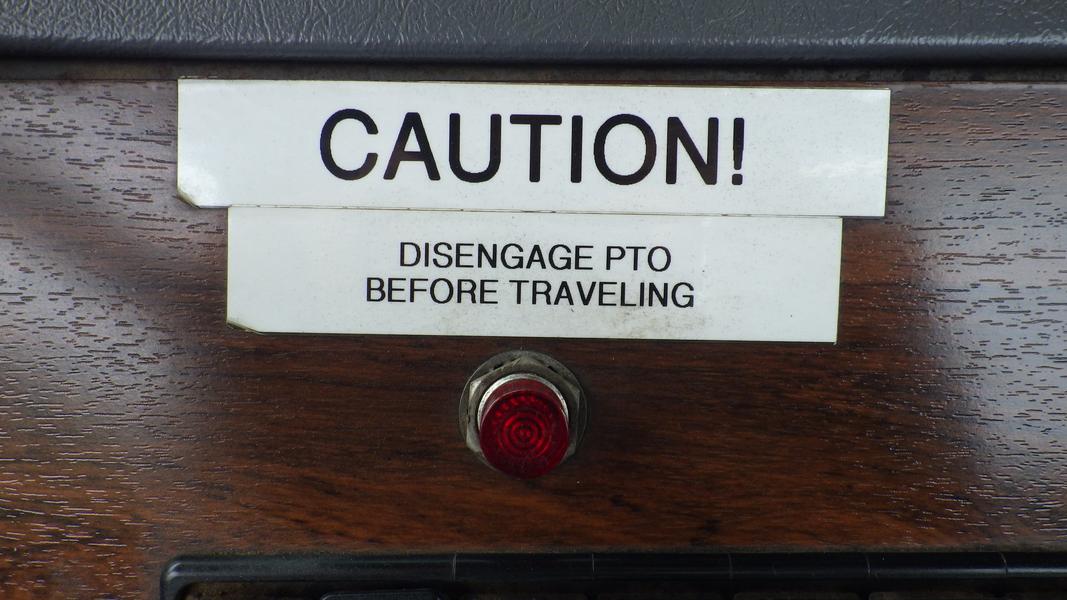 CAUTION!
DISENGAGE PTO
BEFORE TRAVELING